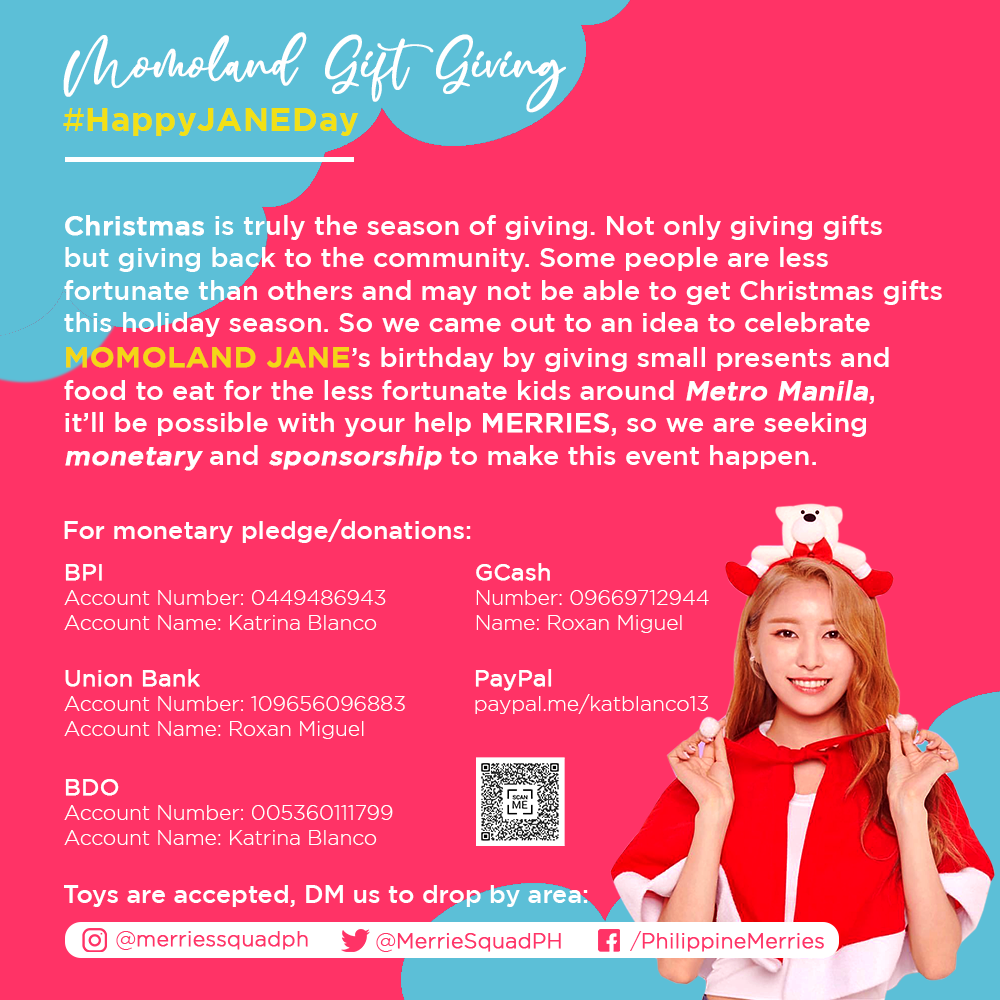 Momoland Gift Giving
#HappyJANEDay
Christmas is truly the season of giving. Not only giving gifts
but giving back to the community. Some people are less
fortunate than others and may not be able to get Christmas gifts
this holiday season. So we came out to an idea to celebrate
MOMOLAND JANE's birthday by giving small presents and
food to eat for the less fortunate kids around Metro Manila,
it'll be possible with your help MERRIES, so we are seeking
monetary and sponsorship to make this event happen.
For monetary pledge/donations:
BPI
Account Number: 0449486943
Account Name: Katrina Blanco
Union Bank
Account Number: 109656096883
Account Name: Roxan Miguel
BDO
Account Number: 005360111799
Account Name: Katrina Blanco
GCash
Number: 09669712944
Name: Roxan Miguel
PayPal
paypal.me/katblanco13
SCAN
ME
Toys are accepted, DM us to drop by area:
@merriessquadph @MerrieSquadPH /PhilippineMerries